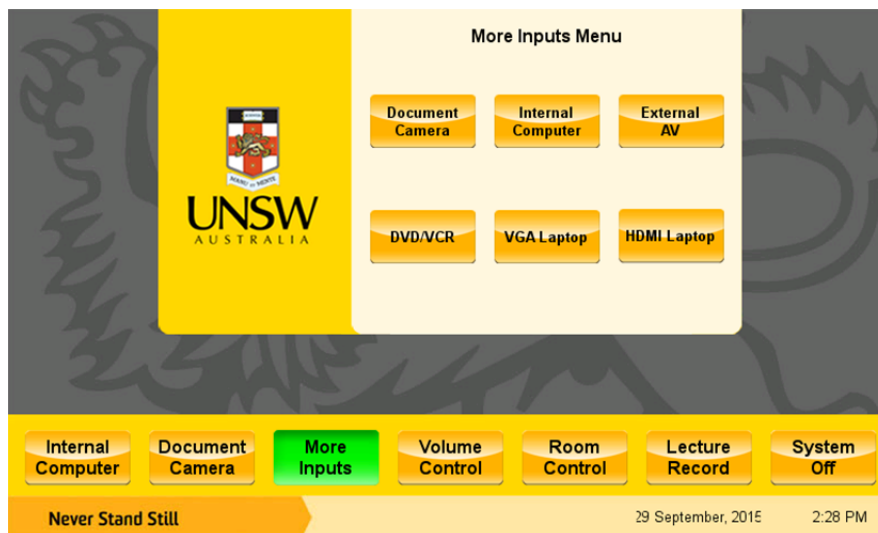 More Inputs Menu
Document
Camera
Internal
Computer
External
AV
UNSW
AUSTRALIA
DVD/VCR
VGA Laptop
HDMI Laptop
Internal
Computer
Document
Camera
More
Inputs
Volume
Control
Room
Control
Lecture
Record
System
Off
Never Stand Still
29 September, 2015
2:28 PM